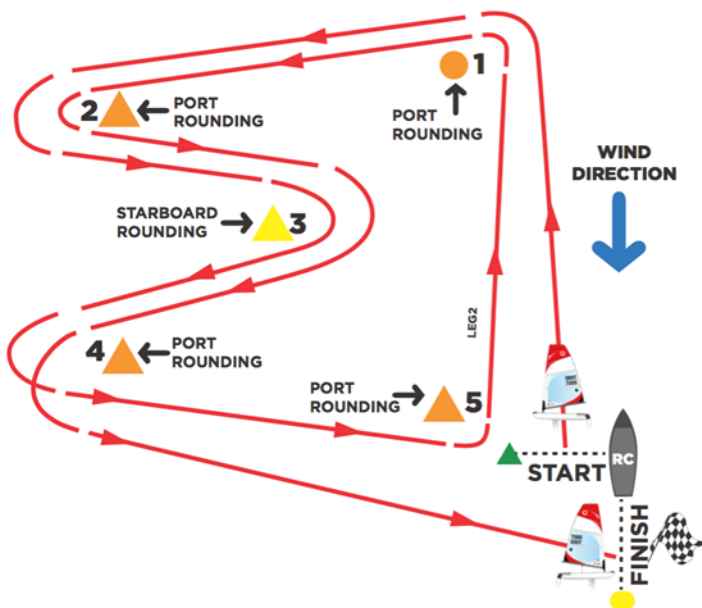 1
PORT
ROUNDING
2
PORT
ROUNDING
WIND
DIRECTION
STARBOARD
ROUNDING
3
LEG2
4
PORT
ROUNDING
PORT
ROUNDING
5
RC
START
FINISH